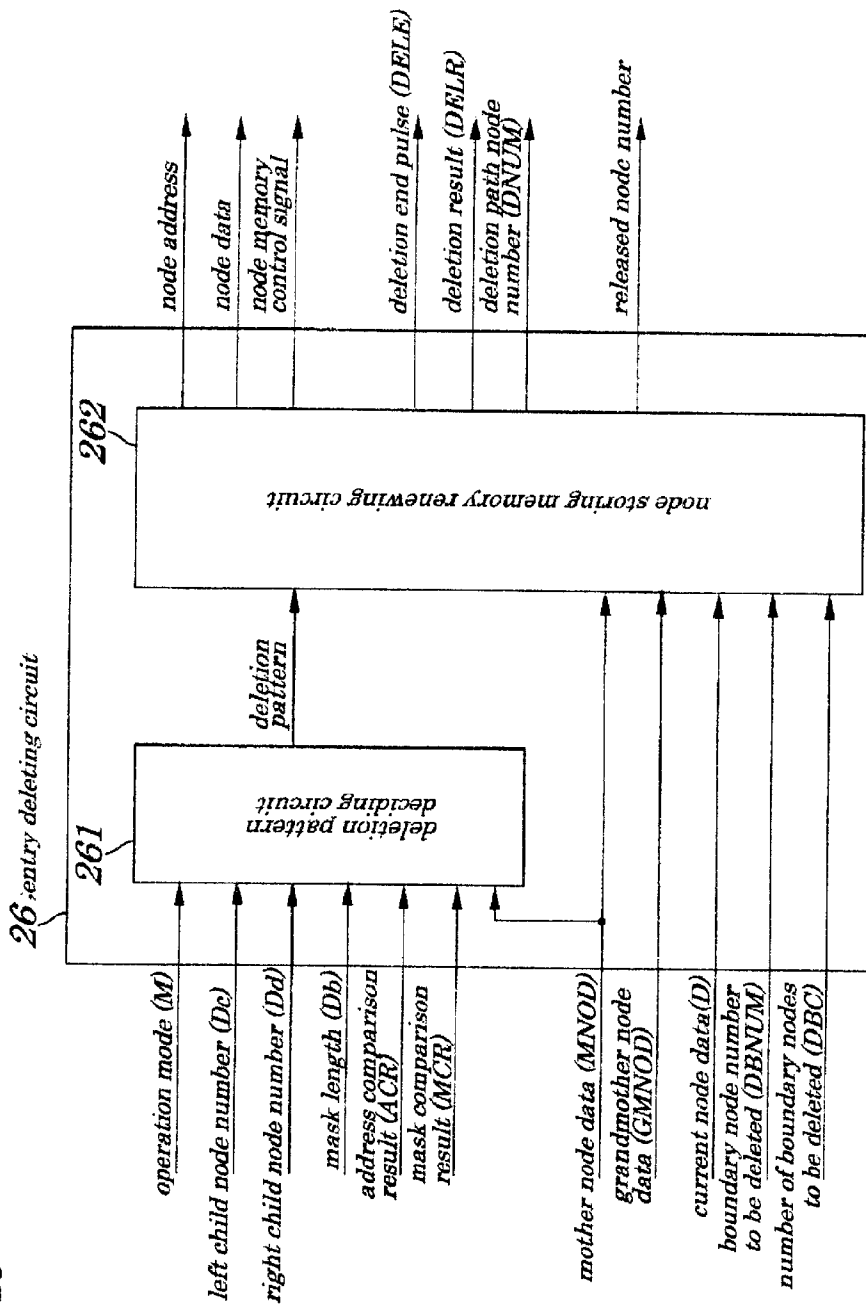 26 ;entry deleting circuit
261
262
operation mode (M)
left child node number (Dc)
right child node number (Dd)
mask length (Db)
address comparison
result (ACR)
mask comparison
result (MCR)
mother node data (MNOD)
grandmother node
data (GMNOD)
current node data(D)
boundary node number
to be deleted (DBNUM)
number of boundary nodes
to be deleted (DBC)
deletion pattern
deciding circuit
deletion
pattern
node storing memory renewing circuit
node address
node data
node memory
control signal
deletion end pulse (DELE)
deletion result (DELR)
deletion path node
number (DNUM)
released node number